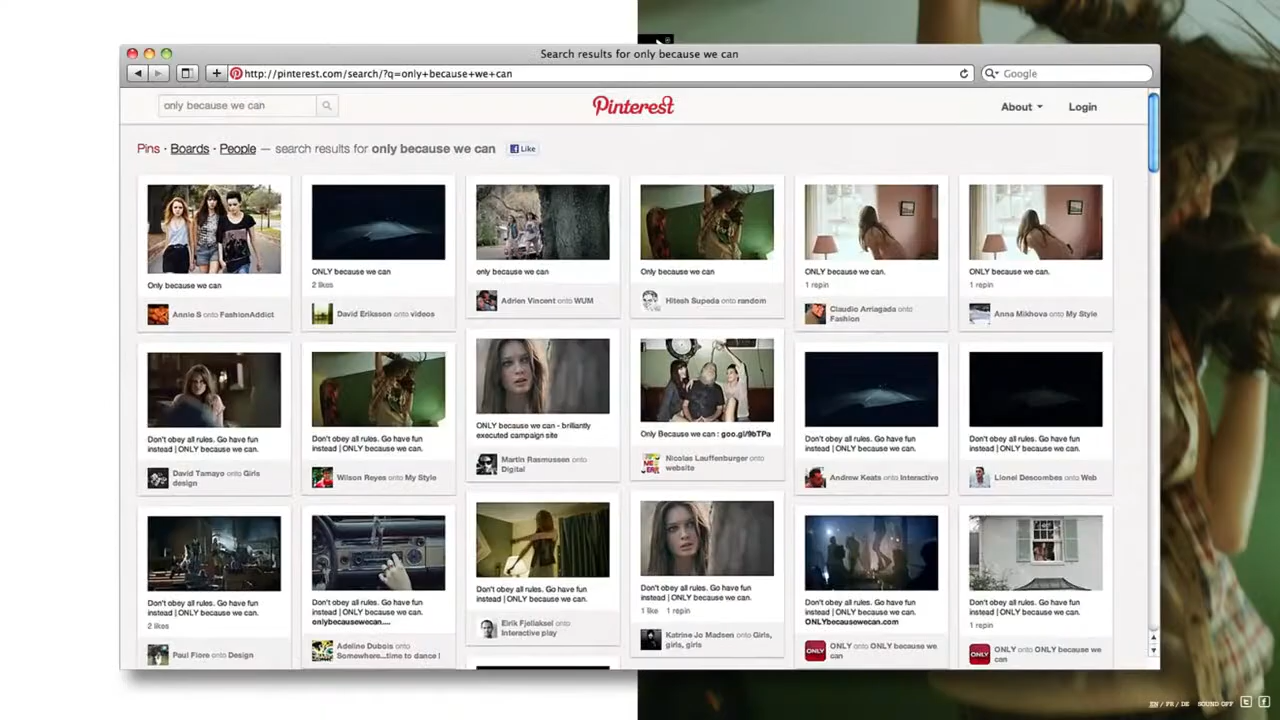 Search results for only because we can
http://pinterest.com/search/?q=only+because+we+can
Google
only because we can
Pinterest
About
Login
Pins · Boards · People — search results for only because we can
Like
Only because we can
Annie S onto FashionAddict
ONLY because we can
2 likes
David Eriksson onto videos
only because we can
Adrien Vincent onto WUM
Only because we can
Hitesh Supeda onto random
ONLY because we can.
1 repin
Claudio Arriagada onto
Fashion
ONLY because we can.
1 repin
Anna Mikhova onto My Style
Don't obey all rules. Go have fun
instead | ONLY because we can.
David Tamayo onto Girls
design
Don't obey all rules. Go have fun
instead | ONLY because we can.
Wilson Reyes onto My Style
ONLY because we can - brilliantly
executed campaign site
Martin Rasmussen onto
Digital
Only Because we can : goo.gl/9bTPa
Nicolas Lauffenburger onto
website
Don't obey all rules. Go have fun
instead | ONLY because we can.
Andrew Keats onto Interactive
Don't obey all rules. Go have fun
instead | ONLY because we can.
Lionel Descombes onto Web
Don't obey all rules. Go have fun
instead | ONLY because we can.
2 likes
Paul Fiore onto Design
Don't obey all rules. Go have fun
instead | ONLY because we can.
onlybecausewecan....
Adeline Dubois onto
Somewhere...time to dance !
Don't obey all rules. Go have fun
instead | ONLY because we can.
Eirik Fjellaksel onto
Interactive play
Don't obey all rules. Go have fun
instead | ONLY because we can.
1 like 1 repin
Katrine Jo Madsen onto Girls,
girls, girls
Don't obey all rules. Go have fun
instead | ONLY because we can.
ONLYbecausewecan.com
ONLY
ONLY onto ONLY because we
can
Don't obey all rules. Go have fun
instead | ONLY because we can.
1 repin
ONLY
ONLY onto ONLY because we
can
EN / FR / DE SOUND OFF